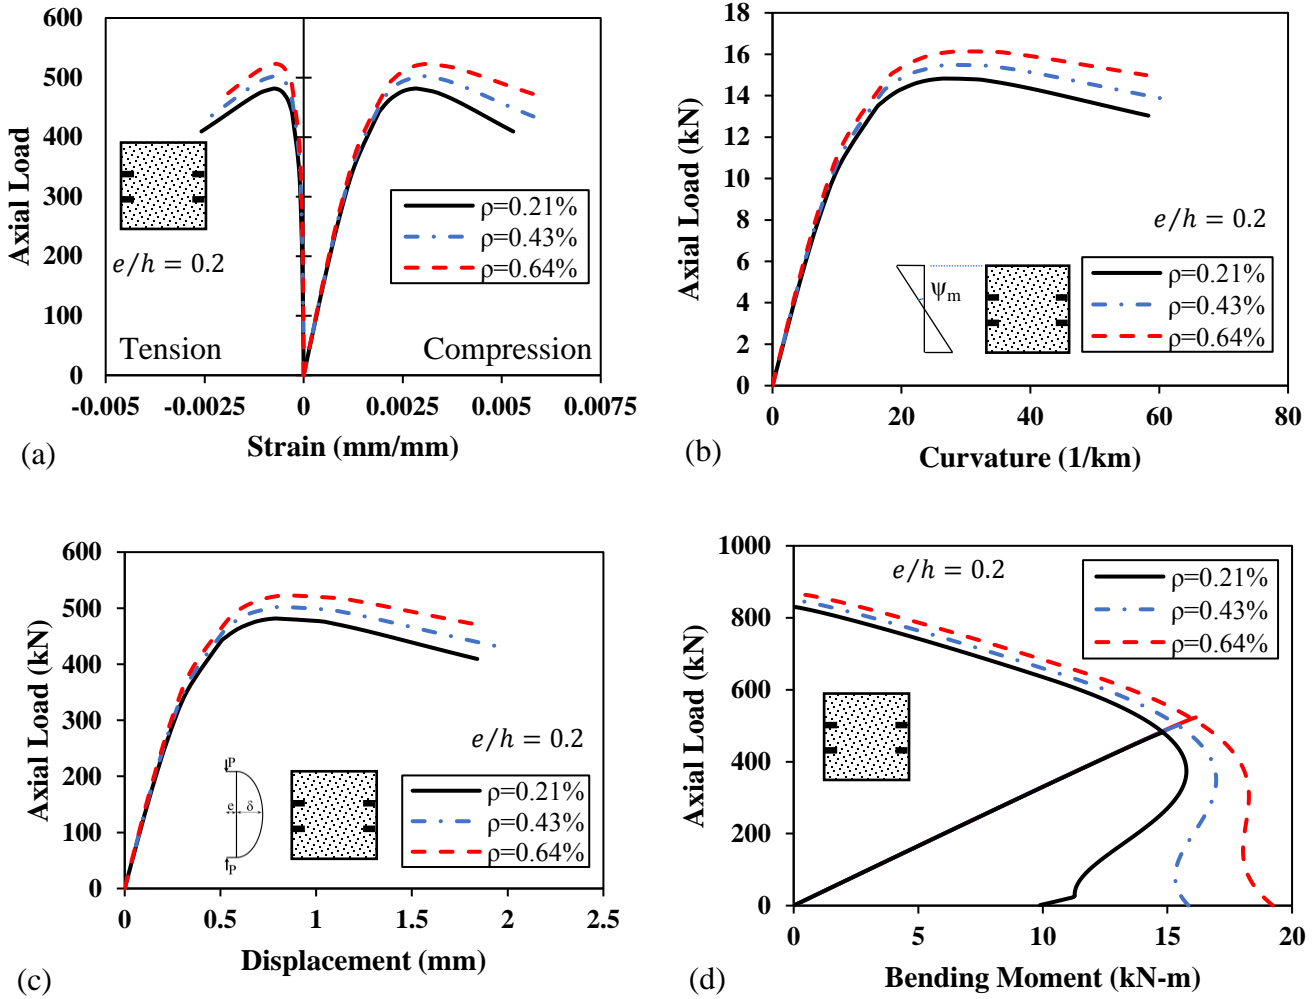 600
500
400
300
200
100
0
Axial Load
-0.005
-0.0025
0
0.0025
0.005
0.0075
Strain (mm/mm)
e/h = 0.2
Tension
Compression
ρ=0.21%
ρ=0.43%
ρ=0.64%
(a)
18
16
14
12
10
8
6
4
2
0
Axial Load (kN)
0
20
40
60
80
Curvature (1/km)
e/h = 0.2
Ψm
ρ=0.21%
ρ=0.43%
ρ=0.64%
(b)
600
500
400
300
200
100
0
Axial Load (kN)
0
0.5
1
1.5
2
2.5
Displacement (mm)
e/h = 0.2
P
e
δ
P
ρ=0.21%
ρ=0.43%
ρ=0.64%
(c)
1000
800
600
400
200
0
Axial Load (kN)
0
5
10
15
20
Bending Moment (kN-m)
e/h = 0.2
ρ=0.21%
ρ=0.43%
ρ=0.64%
(d)